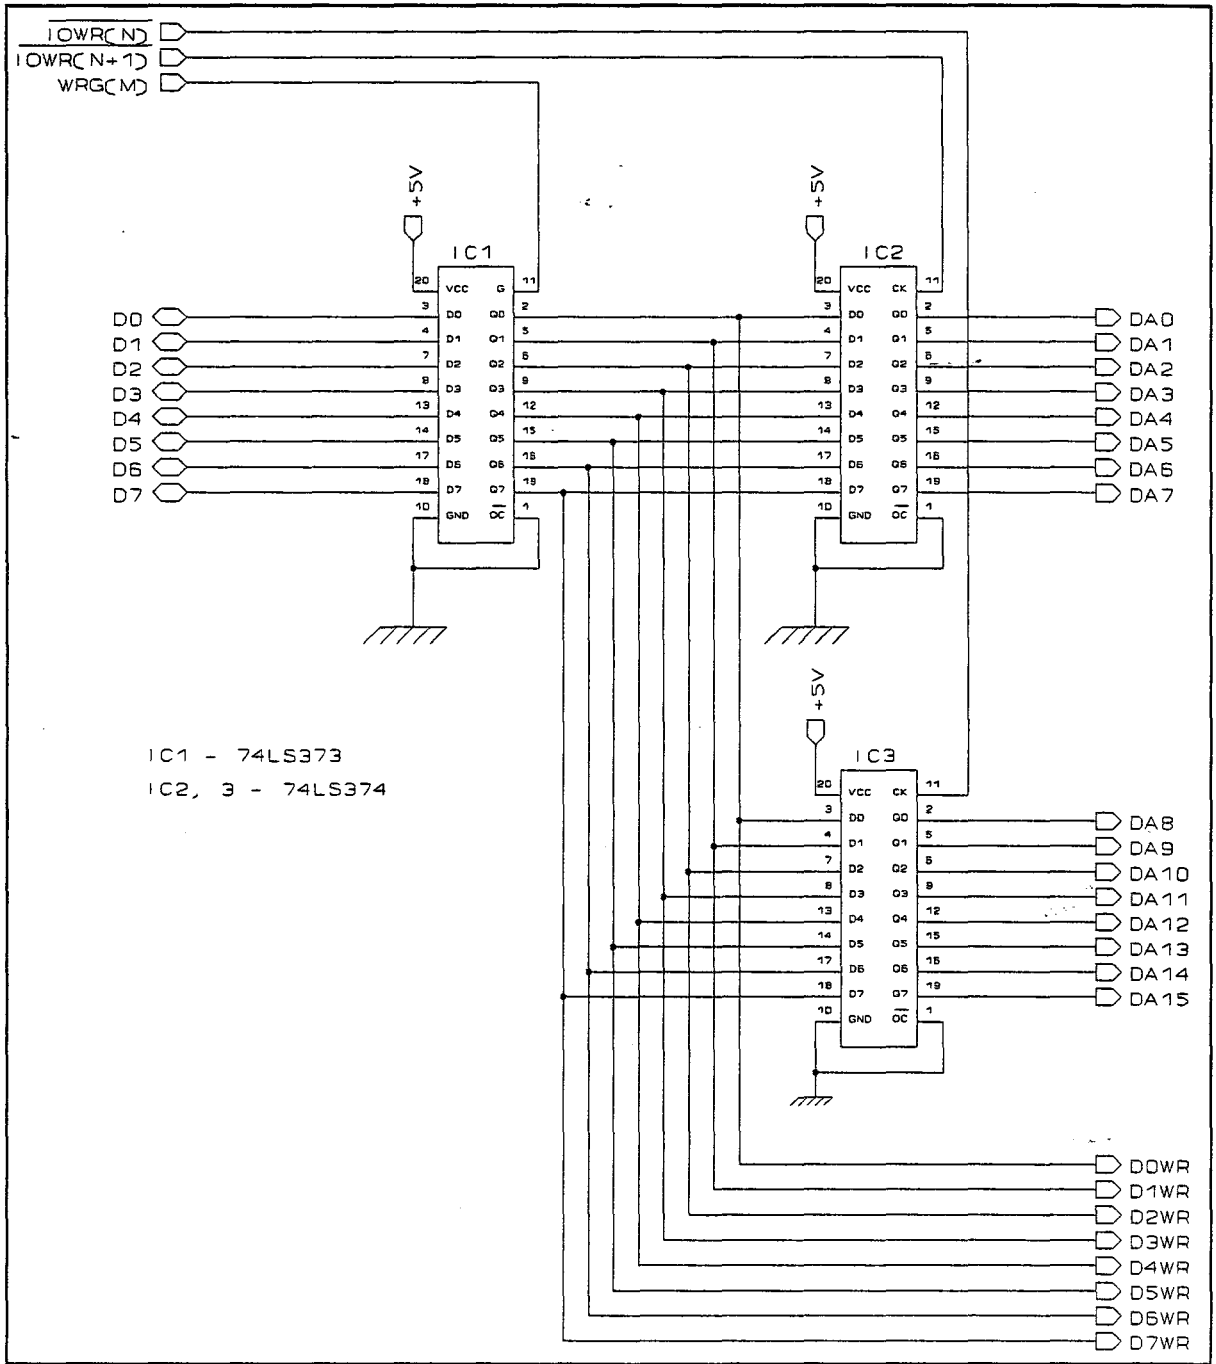 IOWR(N)
IOWR(N+1)
WRG(M)
+5V
+5V
IC1
IC2
20 VCC G 11
20 VCC CK 11
D0 3 D0 Q0 2
3 D0 Q0 2 DA0
D1 4 D1 Q1 5
4 D1 Q1 5 DA1
D2 7 D2 Q2 6
7 D2 Q2 6 DA2
D3 8 D3 Q3 9
8 D3 Q3 9 DA3
D4 13 D4 Q4 12
13 D4 Q4 12 DA4
D5 14 D5 Q5 15
14 D5 Q5 15 DA5
D6 17 D6 Q6 16
17 D6 Q6 16 DA6
D7 18 D7 Q7 19
18 D7 Q7 19 DA7
10 GND OC 1
10 GND OC 1
+5V
IC1 - 74LS373
IC2, 3 - 74LS374
IC3
20 VCC CK 11
3 D0 Q0 2 DA8
4 D1 Q1 5 DA9
7 D2 Q2 6 DA10
8 D3 Q3 9 DA11
13 D4 Q4 12 DA12
14 D5 Q5 15 DA13
17 D6 Q6 16 DA14
18 D7 Q7 19 DA15
10 GND OC 1
D0WR
D1WR
D2WR
D3WR
D4WR
D5WR
D6WR
D7WR